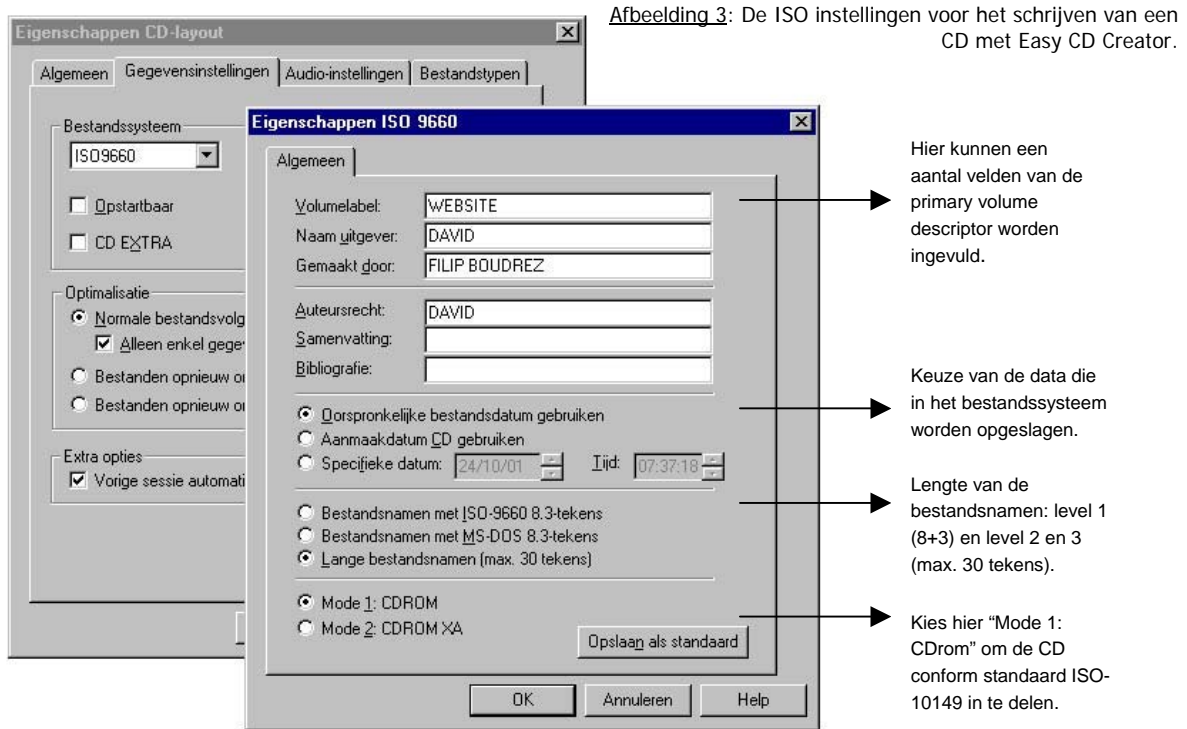 Afbeelding 3: De ISO instellingen voor het schrijven van een
CD met Easy CD Creator.
Eigenschappen CD-layout
Algemeen
Gegevensinstellingen
Audio-instellingen
Bestandstypen
Bestandssysteem
ISO9660
Opstartbaar
CD EXTRA
Optimalisatie
Normale bestandsvolg
Alleen enkel gege
Bestanden opnieuw
Bestanden opnieuw
Extra opties
Vorige sessie automati
Eigenschappen ISO 9660
Algemeen
Volumelabel: WEBSITE
Naam uitgever: DAVID
Gemaakt door: FILIP BOUDREZ
Auteursrecht: DAVID
Samenvatting:
Bibliografie:
Oorspronkelijke bestandsdatum gebruiken
Aanmaakdatum CD gebruiken
Specifieke datum: 24/10/01 Tijd: 07:37:18
Bestandsnamen met ISO-9660 8.3-tekens
Bestandsnamen met MS-DOS 8.3-tekens
Lange bestandsnamen (max. 30 tekens)
Mode 1: CDROM
Mode 2: CDROM XA
Opslaan als standaard
OK
Annuleren
Help
Hier kunnen een
aantal velden van de
primary volume
descriptor worden
ingevuld.
Keuze van de data die
in het bestandssysteem
worden opgeslagen.
Lengte van de
bestandsnamen: level 1
(8+3) en level 2 en 3
(max. 30 tekens).
Kies hier “Mode 1:
CDrom” om de CD
conform standaard ISO-
10149 in te delen.